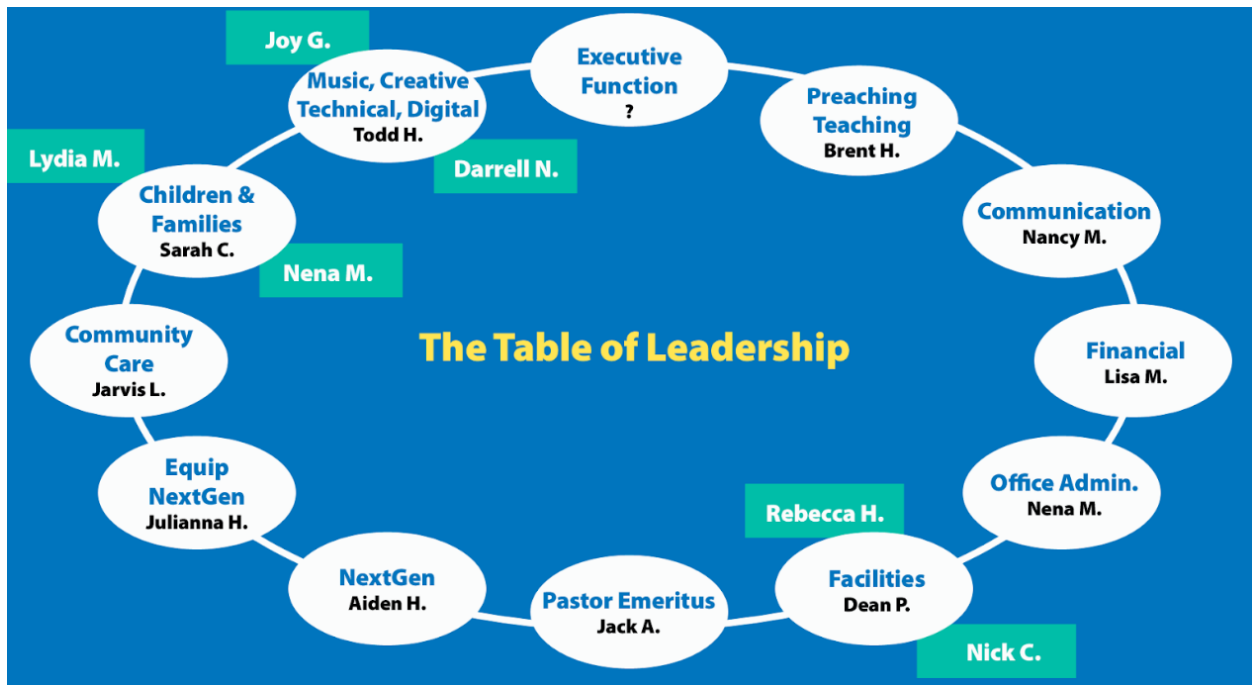 Joy G.
Music, Creative
Technical, Digital
Todd H.
Darrell N.
Executive
Function
?
Preaching
Teaching
Brent H.
Communication
Nancy M.
Financial
Lisa M.
Office Admin.
Nena M.
Rebecca H.
Facilities
Dean P.
Nick C.
Pastor Emeritus
Jack A.
NextGen
Aiden H.
Equip
NextGen
Julianna H.
Community
Care
Jarvis L.
Lydia M.
Children &
Families
Sarah C.
Nena M.
The Table of Leadership